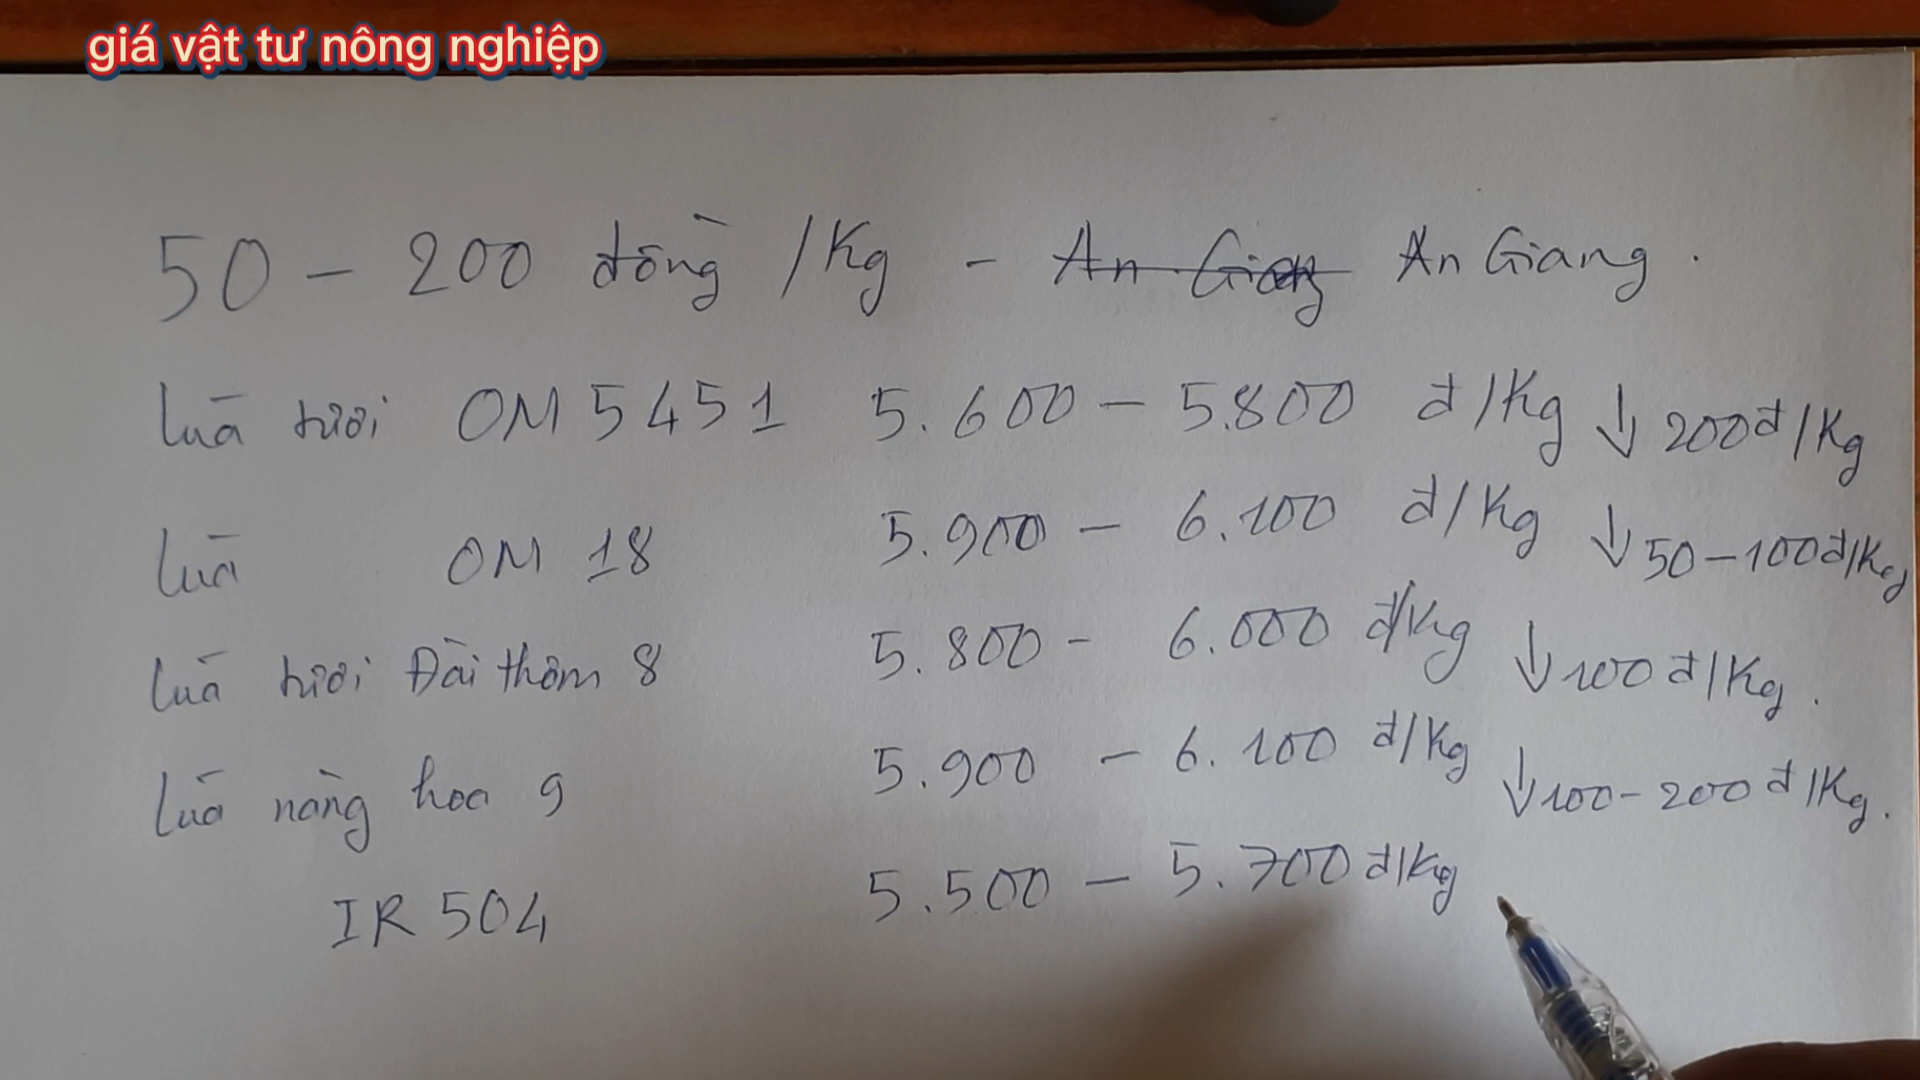 giá vật tư nông nghiệp
50 - 200 đồng /Kg - An Giang An Giang .
lúa tươi OM 5451 5.600 - 5.800 đ/Kg ↓ 200đ/Kg
lúa OM 18 5.900 - 6.100 đ/Kg ↓ 50-100đ/Kg
lúa tươi Đài thơm 8 5.800 - 6.000 đ/Kg ↓ 100 đ/Kg .
lúa nàng hoa 9 5.900 - 6.100 đ/Kg ↓ 100-200 đ/Kg .
IR 504 5.500 - 5.700 đ/Kg